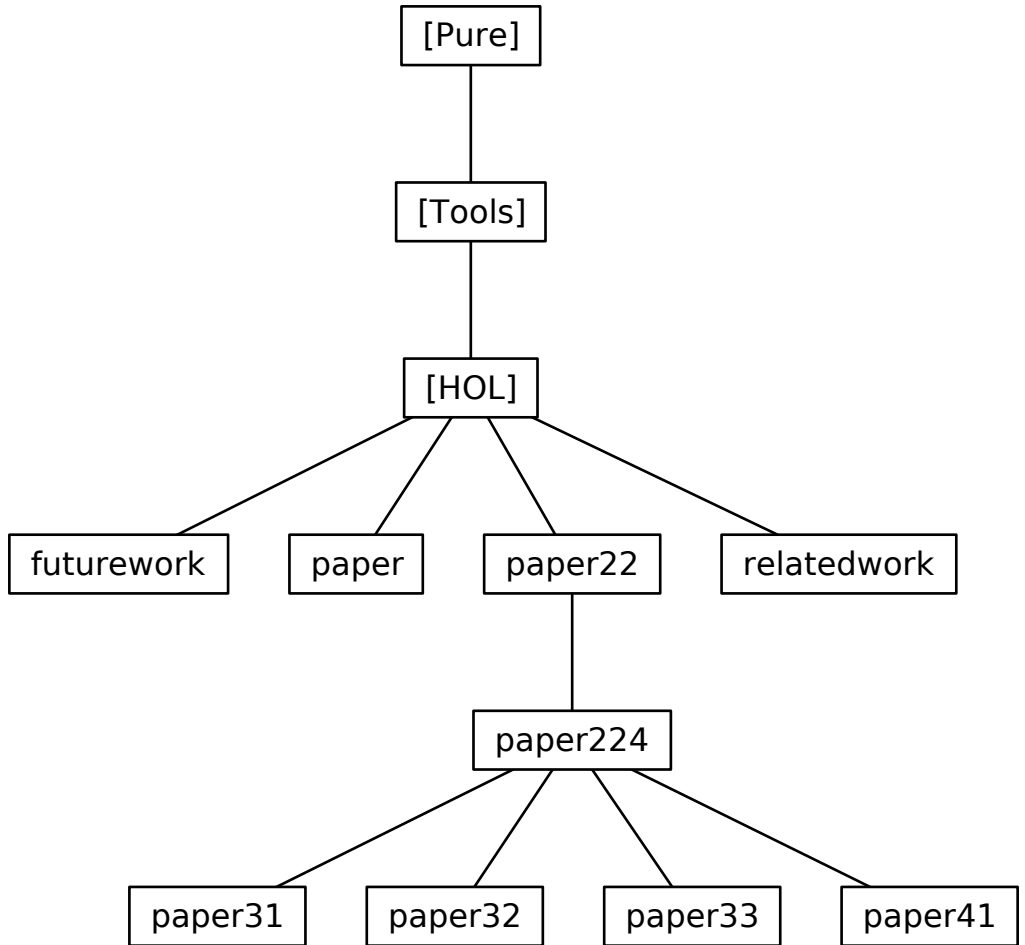 [Pure]
[Tools]
[HOL]
futurework
paper
paper22
relatedwork
paper224
paper31
paper32
paper33
paper41